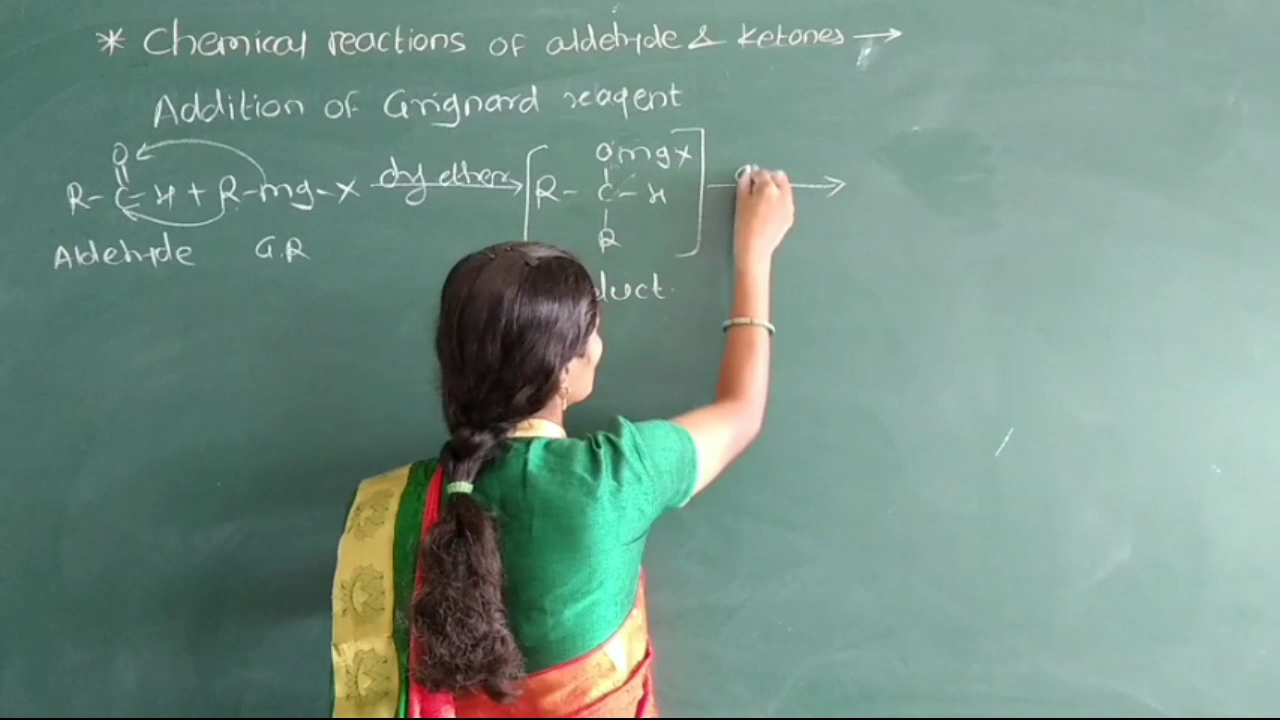 * Chemical reactions of aldehyde & ketones →
Addition of Grignard reagent
O OmgX
R-C-H + R-mg-X dry ether → [R-C-H] →
R
Aldehyde G.R
duct.